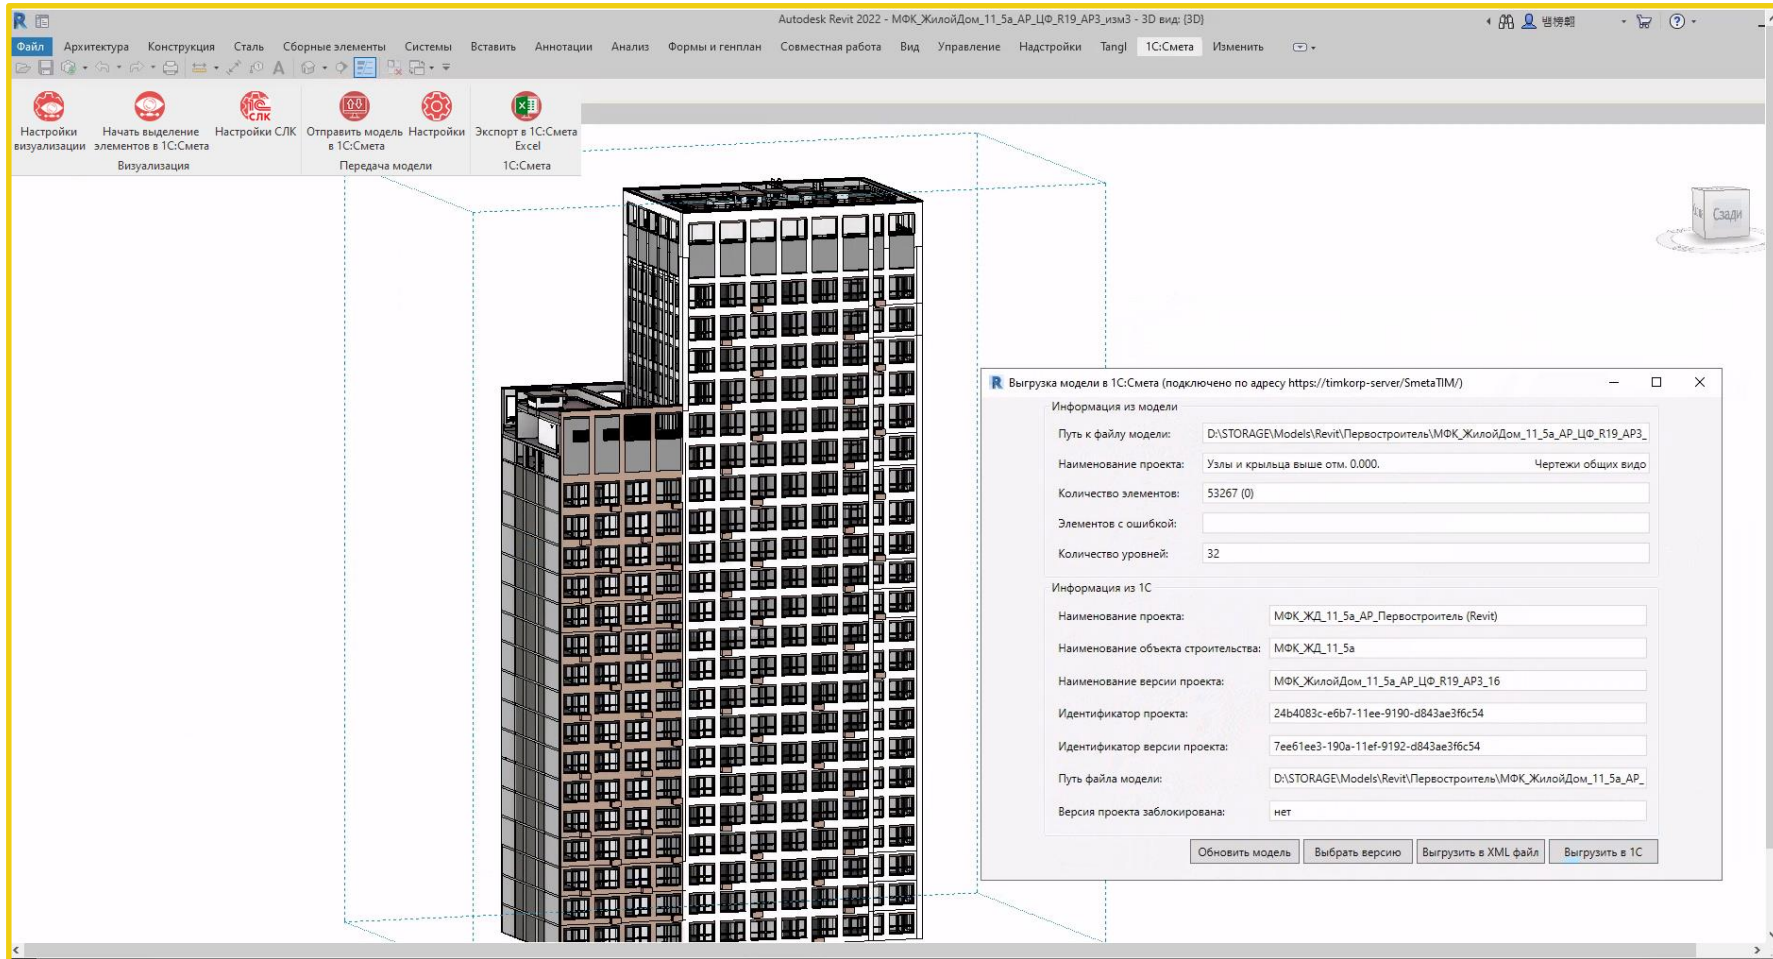 Autodesk Revit 2022 - МФК_ЖилойДом_11_5а_АР_ЦФ_R19_АР3_изм3 - 3D вид: {3D}
Файл Архитектура Конструкция Сталь Сборные элементы Системы Вставить Аннотации Анализ Формы и генплан Совместная работа Вид Управление Надстройки Tangl 1С:Смета Изменить
Настройки визуализации
Начать выделение элементов в 1С:Смета
Настройки СЛК
Отправить модель в 1С:Смета
Настройки
Экспорт в 1С:Смета Excel
Визуализация
Передача модели
1С:Смета
Сзади
Выгрузка модели в 1С:Смета (подключено по адресу https://timkorp-server/SmetaTIM/)
Информация из модели
Путь к файлу модели: D:\STORAGE\Models\Revit\Первостроитель\МФК_ЖилойДом_11_5а_АР_ЦФ_R19_АР3_
Наименование проекта: Узлы и крыльца выше отм. 0.000. Чертежи общих видо
Количество элементов: 53267 (0)
Элементов с ошибкой:
Количество уровней: 32
Информация из 1С
Наименование проекта: МФК_ЖД_11_5а_АР_Первостроитель (Revit)
Наименование объекта строительства: МФК_ЖД_11_5а
Наименование версии проекта: МФК_ЖилойДом_11_5а_АР_ЦФ_R19_АР3_16
Идентификатор проекта: 24b4083c-e6b7-11ee-9190-d843ae3f6c54
Идентификатор версии проекта: 7ee61ee3-190a-11ef-9192-d843ae3f6c54
Путь файла модели: D:\STORAGE\Models\Revit\Первостроитель\МФК_ЖилойДом_11_5а_АР_
Версия проекта заблокирована: нет
Обновить модель Выбрать версию Выгрузить в XML файл Выгрузить в 1С